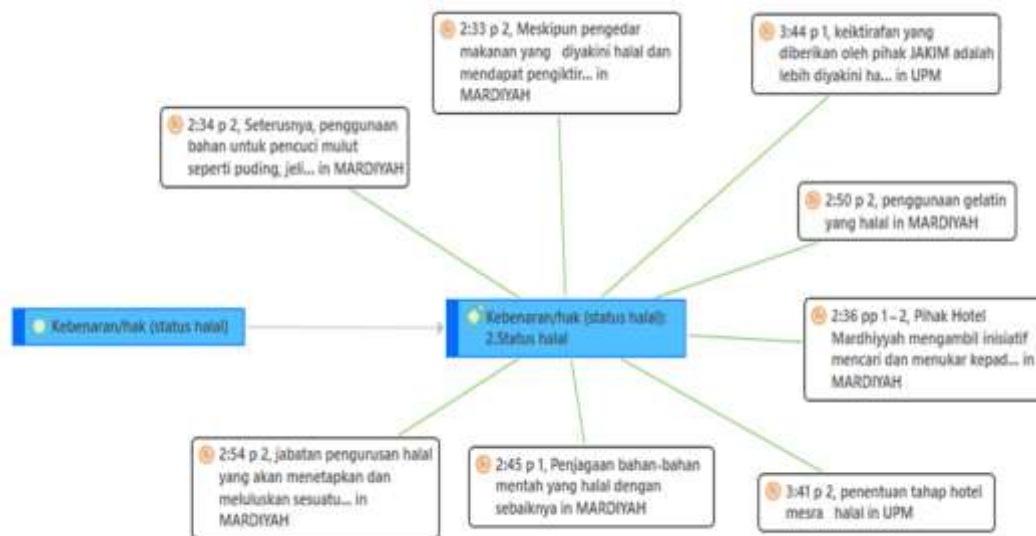 2:33 p 2, Meskipun pengedar
makanan yang diyakini halal dan
mendapat pengiktir... in
MARDIYAH
3:44 p 1, keiktirafan yang
diberikan oleh pihak JAKIM adalah
lebih diyakini ha... in UPM
2:34 p 2, Seterusnya, penggunaan
bahan untuk pencuci mulut
seperti puding, jeli... in MARDIYAH
2:50 p 2, penggunaan gelatin
yang halal in MARDIYAH
Kebenaran/hak (status halal)
Kebenaran/hak (status halal):
2.Status halal
2:36 pp 1–2, Pihak Hotel
Mardhiyyah mengambil inisiatif
mencari dan menukar kepad... in
MARDIYAH
2:54 p 2, jabatan pengurusan halal
yang akan menetapkan dan
meluluskan sesuatu... in
MARDIYAH
2:45 p 1, Penjagaan bahan-bahan
mentah yang halal dengan
sebaiknya in MARDIYAH
3:41 p 2, penentuan tahap hotel
mesra halal in UPM